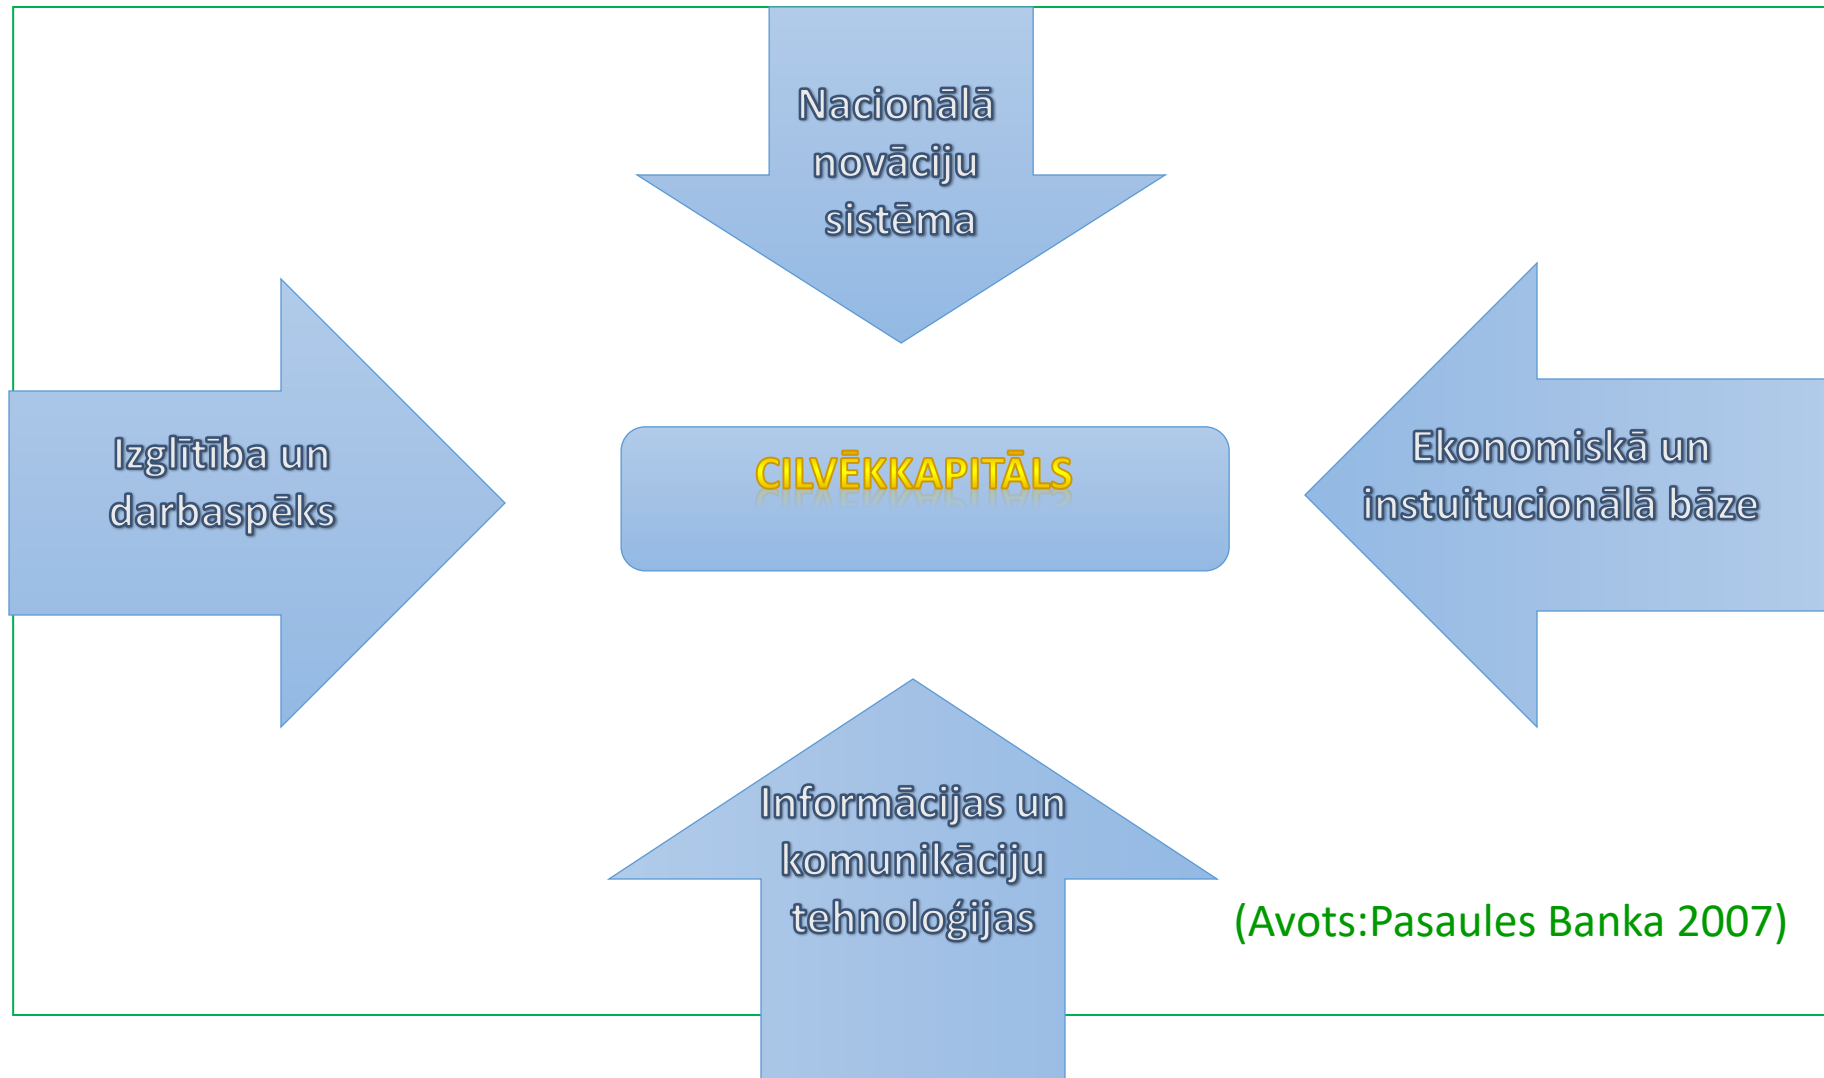 Nacionālā
novāciju
sistēma
Izglītība un
darbaspēks
CILVĒKKAPITĀLS
Ekonomiskā un
instuitucionālā bāze
Informācijas un
komunikāciju
tehnoloģijas
(Avots:Pasaules Banka 2007)